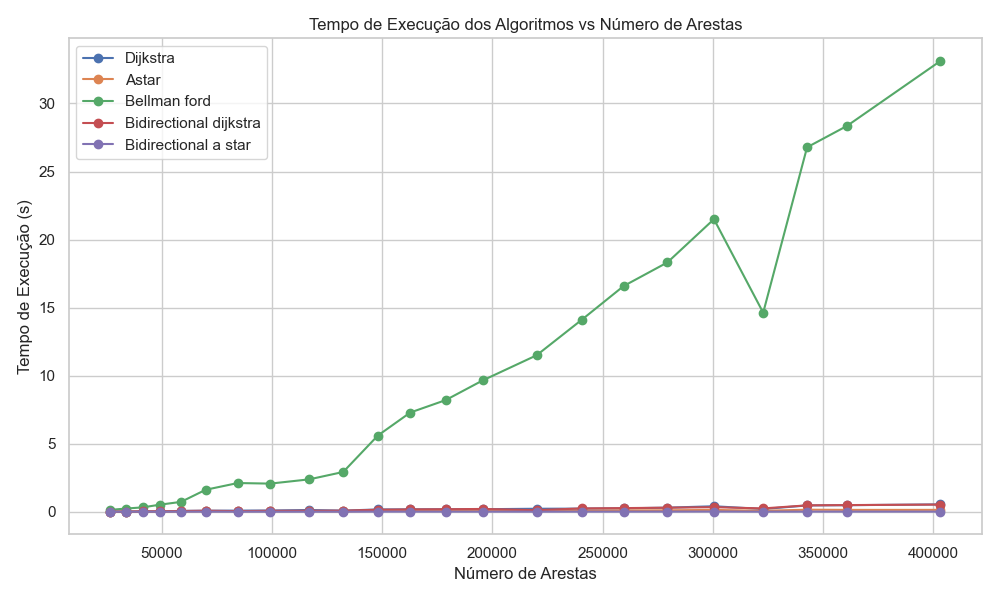 Tempo de Execução dos Algoritmos vs Número de Arestas
Dijkstra
Astar
Bellman ford
Bidirectional dijkstra
Bidirectional a star
Tempo de Execução (s)
30
25
20
15
10
5
0
50000 100000 150000 200000 250000 300000 350000 400000
Número de Arestas